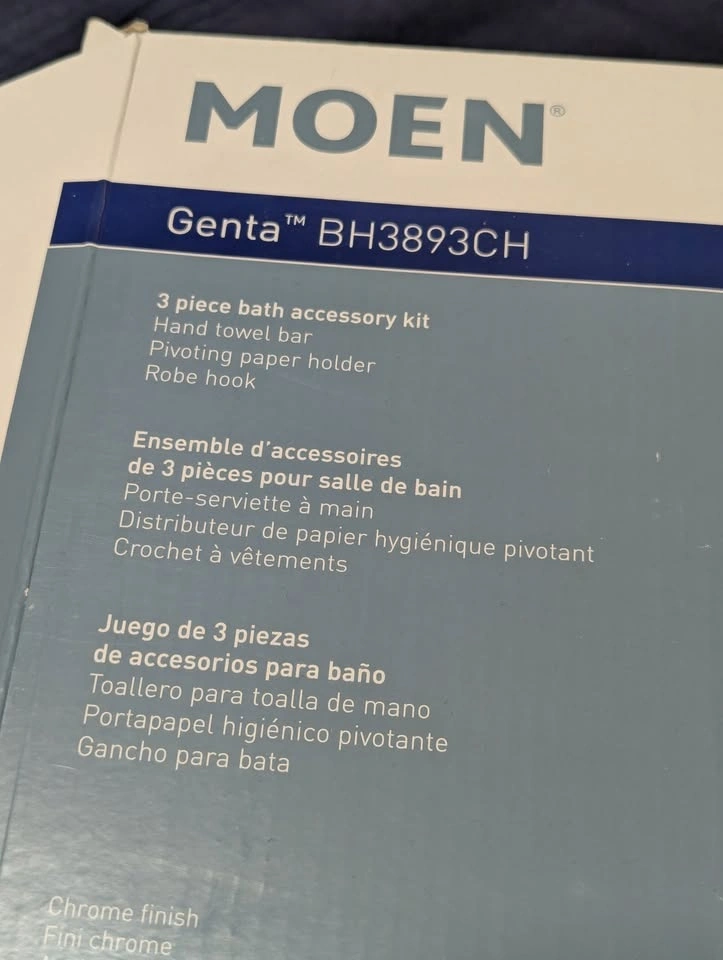 MOEN®
Genta™ BH3893CH
3 piece bath accessory kit
Hand towel bar
Pivoting paper holder
Robe hook
Ensemble d'accessoires
de 3 pièces pour salle de bain
Porte-serviette à main
Distributeur de papier hygiénique pivotant
Crochet à vêtements
Juego de 3 piezas
de accesorios para baño
Toallero para toalla de mano
Portapapel higiénico pivotante
Gancho para bata
Chrome finish
Fini chrome